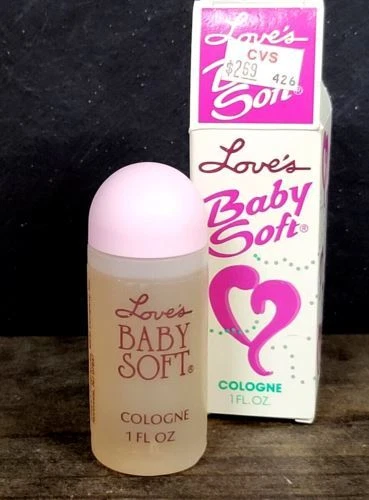 Love's
CVS
$2.69
426
Soft®
Love's
Baby
Soft®
COLOGNE
1 FL. OZ.
Love's
BABY
SOFT®
COLOGNE
1 FL OZ